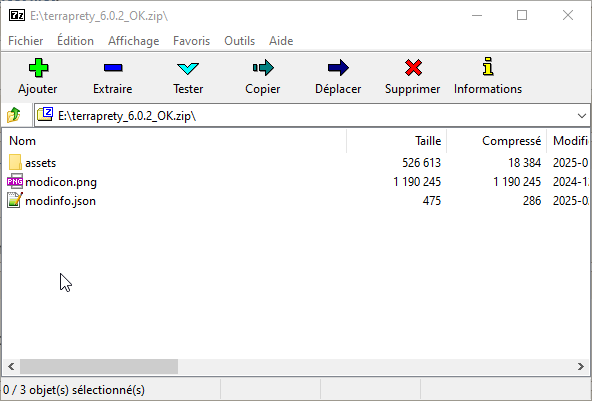 E:\terraprety_6.0.2_OK.zip\
Fichier Édition Affichage Favoris Outils Aide
Ajouter Extraire Tester Copier Déplacer Supprimer Informations
E:\terraprety_6.0.2_OK.zip\
Nom Taille Compressé Modifi
assets 526 613 18 384 2025-0
modicon.png 1 190 245 1 190 245 2024-1
modinfo.json 475 286 2025-0
0 / 3 objet(s) sélectionné(s)